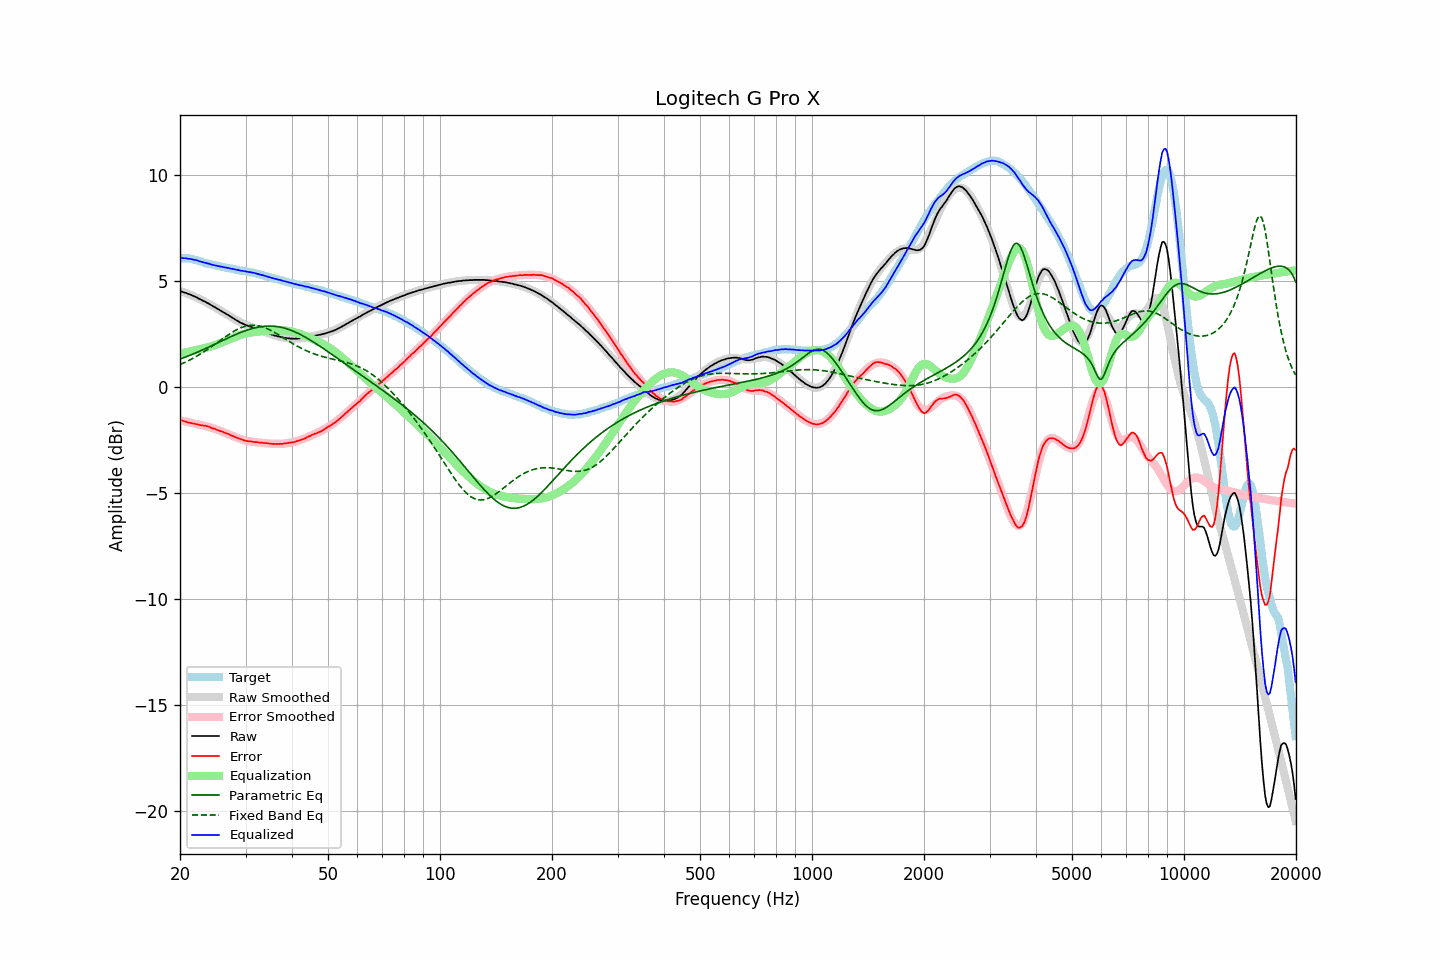 Logitech G Pro X
Amplitude (dBr)
10
5
0
−5
−10
−15
−20
Target
Raw Smoothed
Error Smoothed
Raw
Error
Equalization
Parametric Eq
Fixed Band Eq
Equalized
20 50 100 200 500 1000 2000 5000 10000 20000
Frequency (Hz)